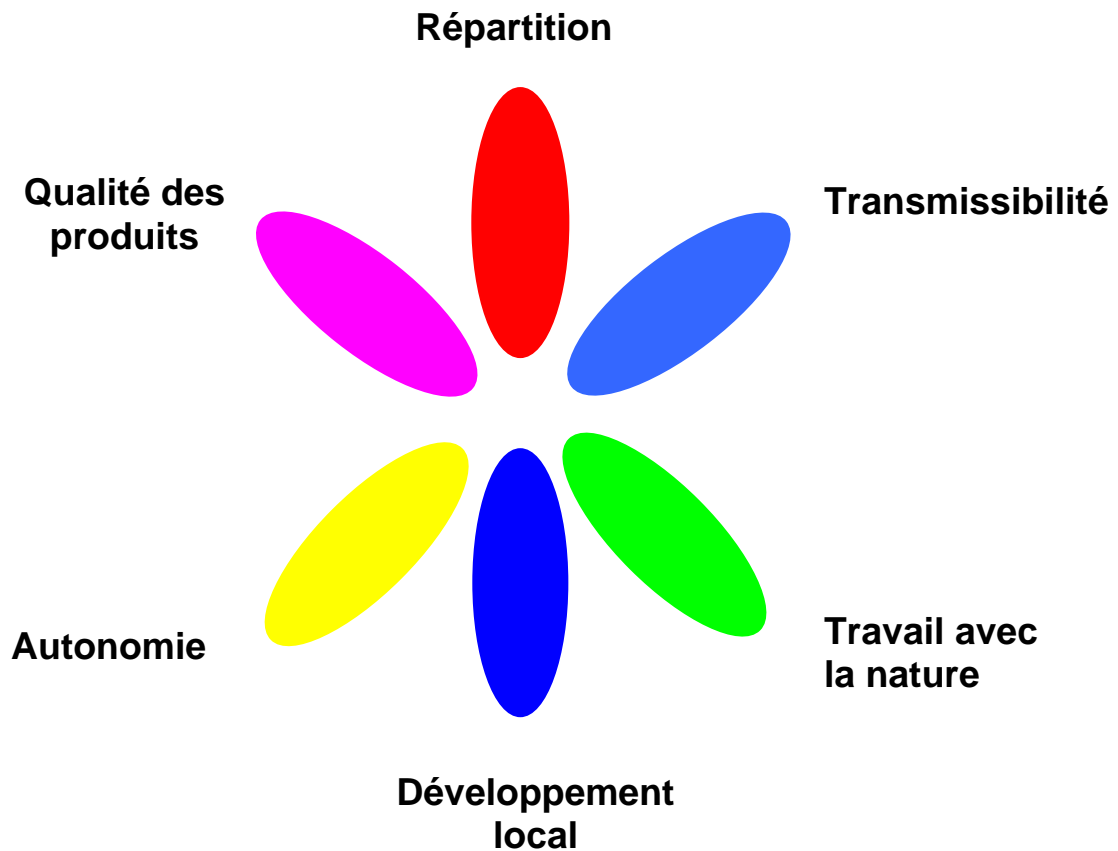 Répartition
Qualité des
produits
Transmissibilité
Autonomie
Travail avec
la nature
Développement
local